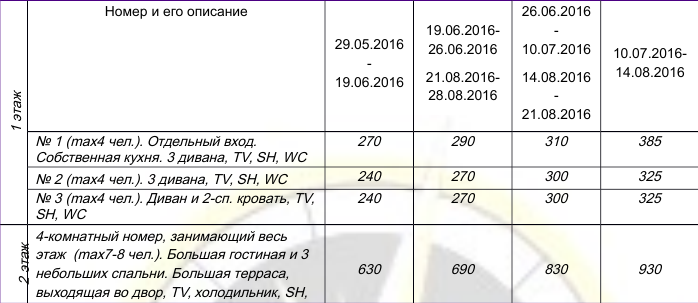 Номер и его описание
29.05.2016
-
19.06.2016
19.06.2016-
26.06.2016
21.08.2016-
28.08.2016
26.06.2016
-
10.07.2016
14.08.2016
-
21.08.2016
10.07.2016-
14.08.2016
1 этаж
№ 1 (max4 чел.). Отдельный вход.
Собственная кухня. 3 дивана, TV, SH, WC
270
290
310
385
№ 2 (max4 чел.). 3 дивана, TV, SH, WC
240
270
300
325
№ 3 (max4 чел.). Диван и 2-сп. кровать, TV,
SH, WC
240
270
300
325
2 этаж
4-комнатный номер, занимающий весь
этаж (max7-8 чел.). Большая гостиная и 3
небольших спальни. Большая терраса,
выходящая во двор, TV, холодильник, SH,
630
690
830
930